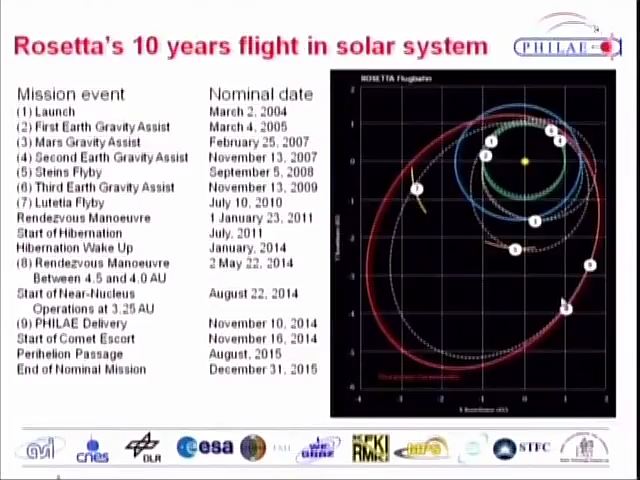 Rosetta's 10 years flight in solar system
PHILAE
Mission event Nominal date
(1) Launch March 2, 2004
(2) First Earth Gravity Assist March 4, 2005
(3) Mars Gravity Assist February 25, 2007
(4) Second Earth Gravity Assist November 13, 2007
(5) Steins Flyby September 5, 2008
(6) Third Earth Gravity Assist November 13, 2009
(7) Lutetia Flyby July 10, 2010
Rendezvous Manoeuvre 1 January 23, 2011
Start of Hibernation July, 2011
Hibernation Wake Up January, 2014
(8) Rendezvous Manoeuvre 2 May 22, 2014
Between 4.5 and 4.0 AU
Start of Near-Nucleus August 22, 2014
Operations at 3.25 AU
(9) PHILAE Delivery November 10, 2014
Start of Comet Escort November 16, 2014
Perihelion Passage August, 2015
End of Nominal Mission December 31, 2015
ROSETTA Flugbahn
cnes
DLR
esa
KFKI
RMKI
MPS
STFC